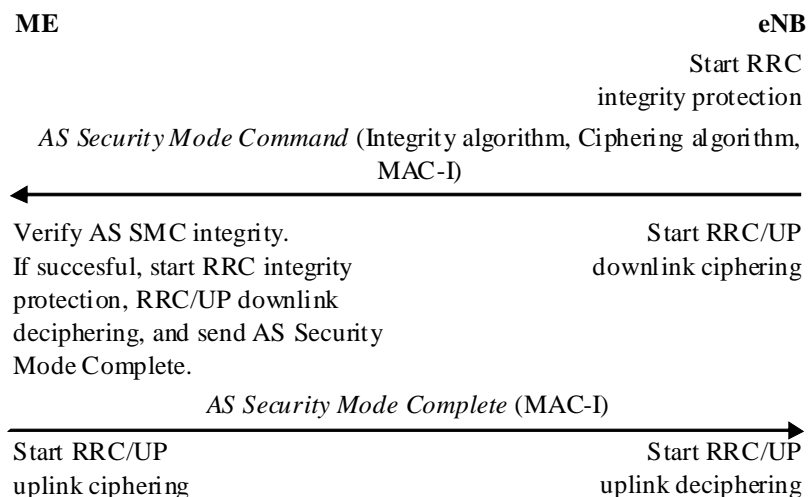 ME eNB
Start RRC
integrity protection
AS Security Mode Command (Integrity algorithm, Ciphering algorithm,
MAC-I)
Verify AS SMC integrity.
If succesful, start RRC integrity
protection, RRC/UP downlink
deciphering, and send AS Security
Mode Complete.
Start RRC/UP
downlink ciphering
AS Security Mode Complete (MAC-I)
Start RRC/UP
uplink ciphering
Start RRC/UP
uplink deciphering